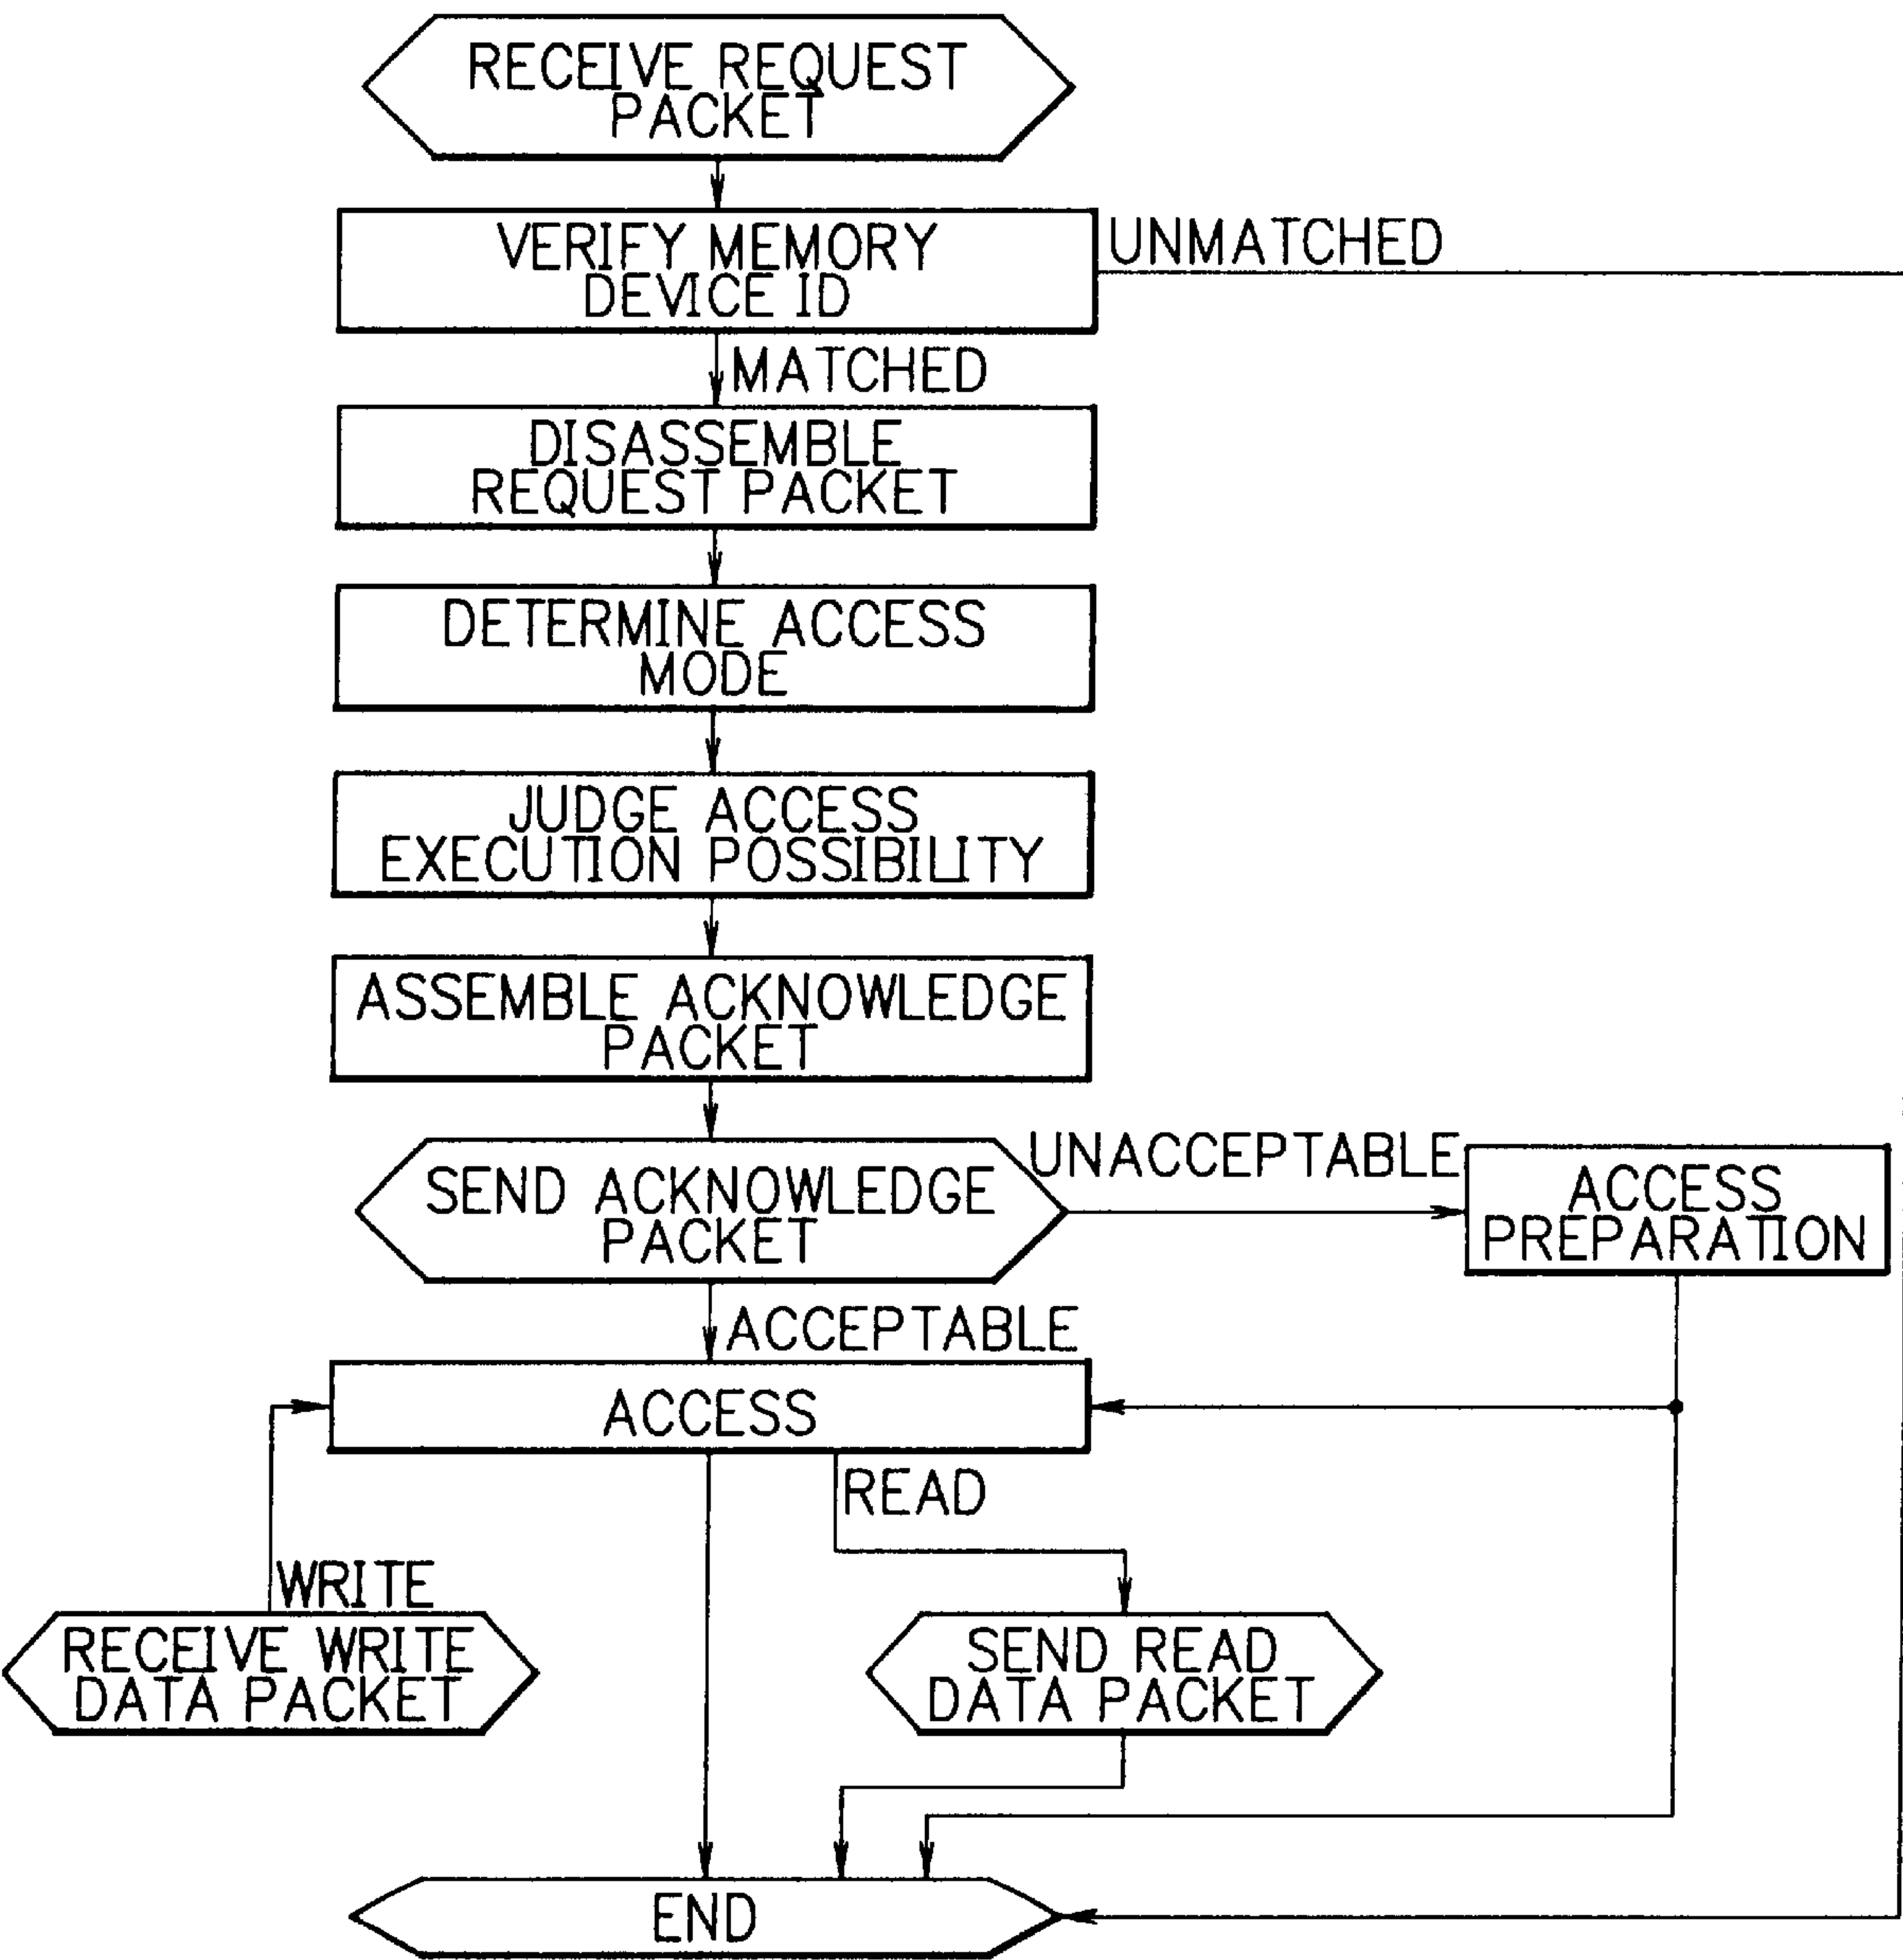 RECEIVE REQUEST
PACKET
VERIFY MEMORY
DEVICE ID
UNMATCHED
MATCHED
DISASSEMBLE
REQUEST PACKET
DETERMINE ACCESS
MODE
JUDGE ACCESS
EXECUTION POSSIBILITY
ASSEMBLE ACKNOWLEDGE
PACKET
SEND ACKNOWLEDGE
PACKET
UNACCEPTABLE
ACCESS
PREPARATION
ACCEPTABLE
ACCESS
READ
WRITE
RECEIVE WRITE
DATA PACKET
SEND READ
DATA PACKET
END